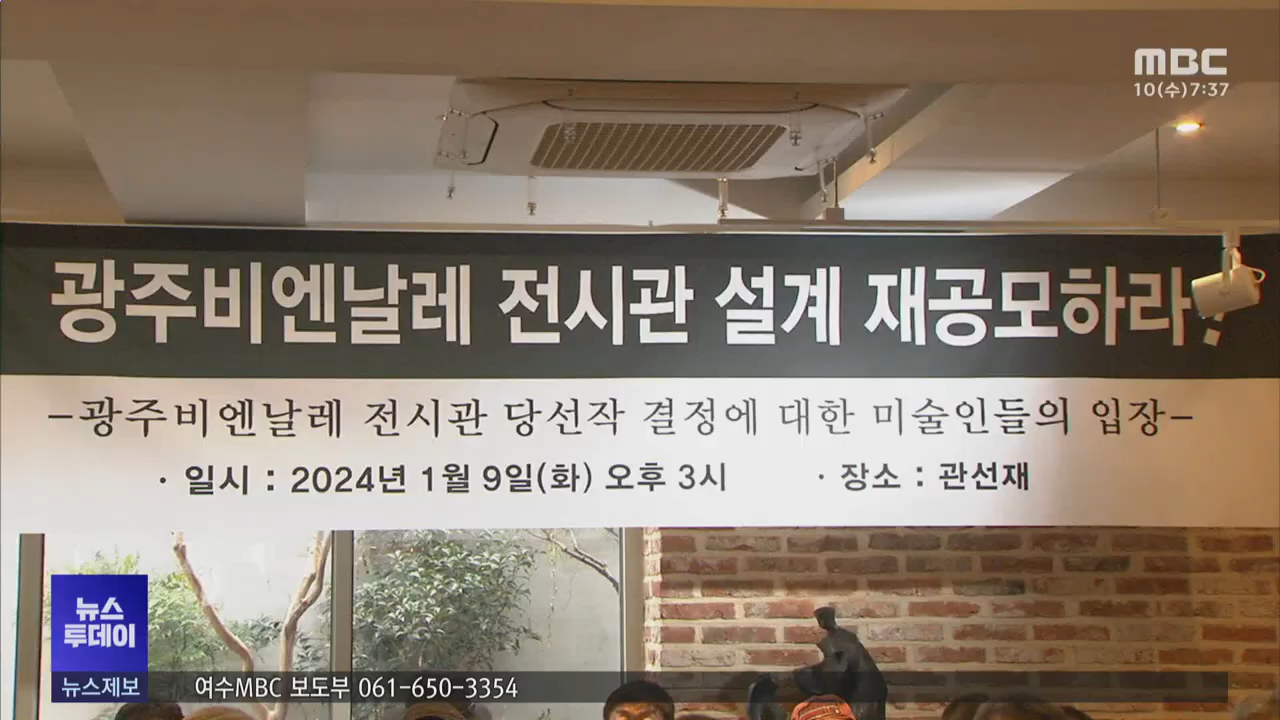 MBC
10(수)7:37
광주비엔날레 전시관 설계 재공모하라!
-광주비엔날레 전시관 당선작 결정에 대한 미술인들의 입장-
· 일시 : 2024년 1월 9일(화) 오후 3시 · 장소 : 관선재
뉴스
투데이
뉴스제보 여수MBC 보도부 061-650-3354